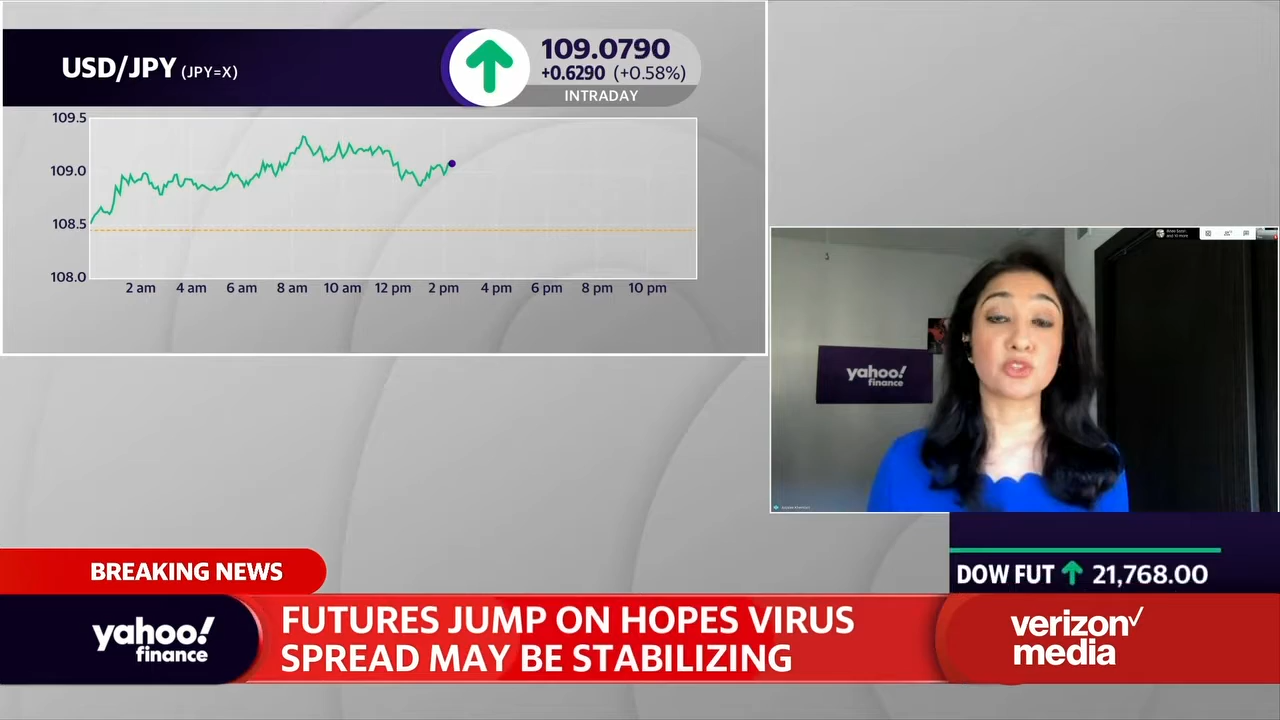 USD/JPY (JPY=X)
109.0790
+0.6290 (+0.58%)
INTRADAY
109.5
109.0
108.5
108.0
2 am 4 am 6 am 8 am 10 am 12 pm 2 pm 4 pm 6 pm 8 pm 10 pm
yahoo!
finance
DOW FUT 21,768.00
BREAKING NEWS
yahoo!
finance
FUTURES JUMP ON HOPES VIRUS
SPREAD MAY BE STABILIZING
verizon✓
media